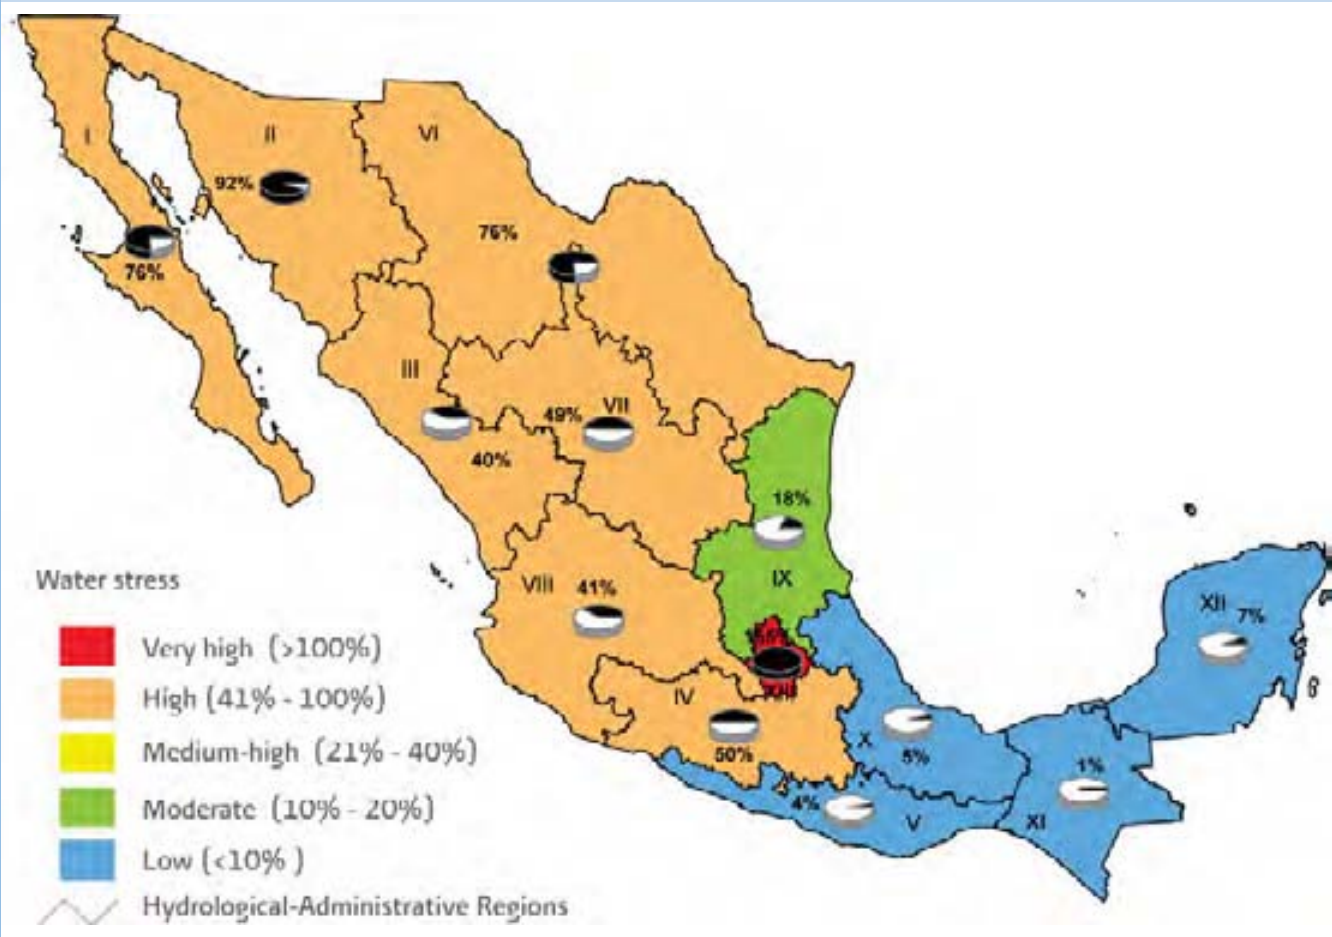 I
II
VI
92%
76%
76%
III
VII
49%
40%
18%
IX
VIII
41%
XII
7%
XIII
IV
50%
X
5%
1%
4%
V
XI
Water stress
Very high (>100%)
High (41% - 100%)
Medium-high (21% - 40%)
Moderate (10% - 20%)
Low (<10% )
Hydrological-Administrative Regions